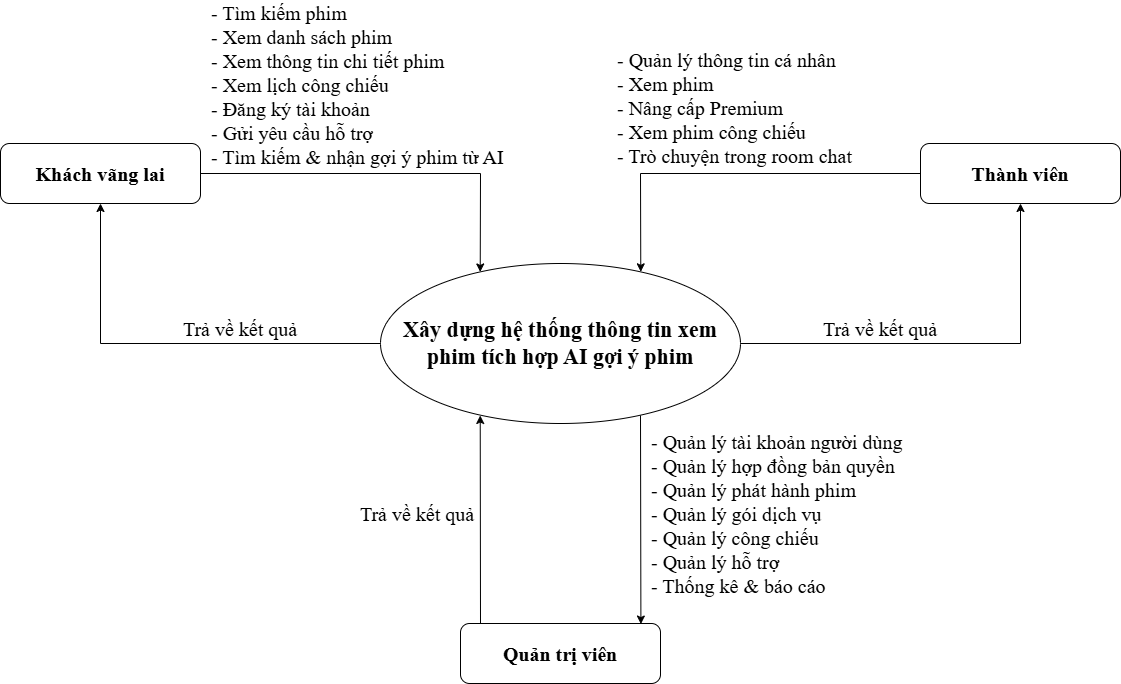 - Tìm kiếm phim
- Xem danh sách phim
- Xem thông tin chi tiết phim
- Xem lịch công chiếu
- Đăng ký tài khoản
- Gửi yêu cầu hỗ trợ
- Tìm kiếm & nhận gợi ý phim từ AI
- Quản lý thông tin cá nhân
- Xem phim
- Nâng cấp Premium
- Xem phim công chiếu
- Trò chuyện trong room chat
Khách vãng lai
Thành viên
Trả về kết quả
Xây dựng hệ thống thông tin xem
phim tích hợp AI gợi ý phim
Trả về kết quả
- Quản lý tài khoản người dùng
- Quản lý hợp đồng bản quyền
- Quản lý phát hành phim
- Quản lý gói dịch vụ
- Quản lý công chiếu
- Quản lý hỗ trợ
- Thống kê & báo cáo
Trả về kết quả
Quản trị viên